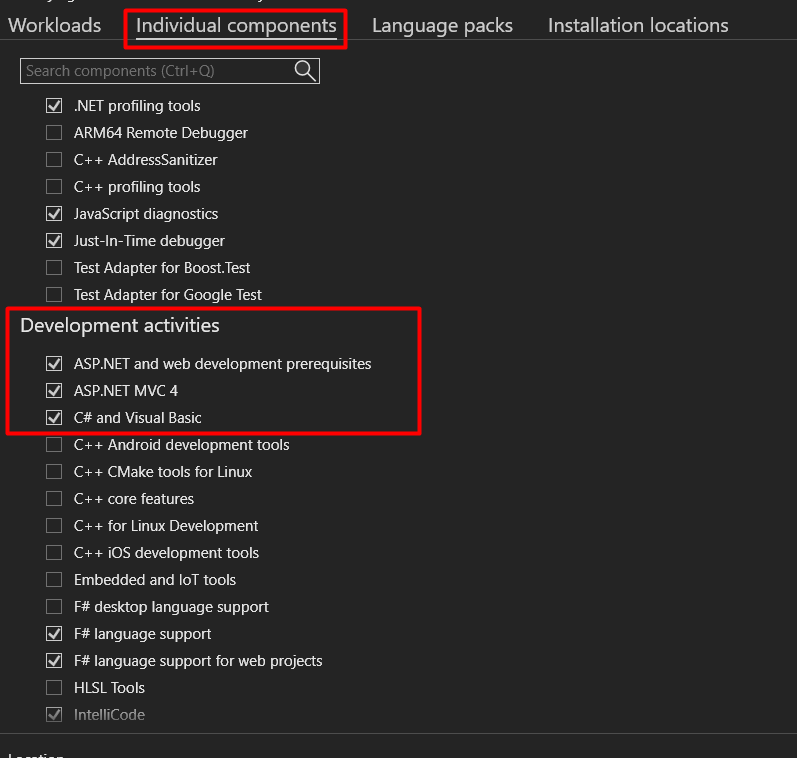 Workloads Individual components Language packs Installation locations
Search components (Ctrl+Q)
.NET profiling tools
ARM64 Remote Debugger
C++ AddressSanitizer
C++ profiling tools
JavaScript diagnostics
Just-In-Time debugger
Test Adapter for Boost.Test
Test Adapter for Google Test
Development activities
ASP.NET and web development prerequisites
ASP.NET MVC 4
C# and Visual Basic
C++ Android development tools
C++ CMake tools for Linux
C++ core features
C++ for Linux Development
C++ iOS development tools
Embedded and IoT tools
F# desktop language support
F# language support
F# language support for web projects
HLSL Tools
IntelliCode
Location